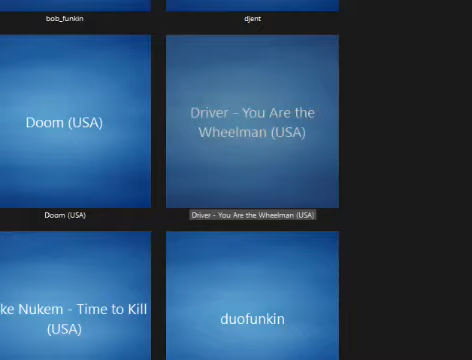 bob_funkin
djent
Doom (USA)
Driver - You Are the
Wheelman (USA)
Doom (USA)
Driver - You Are the Wheelman (USA)
ke Nukem - Time to Kill
(USA)
duofunkin